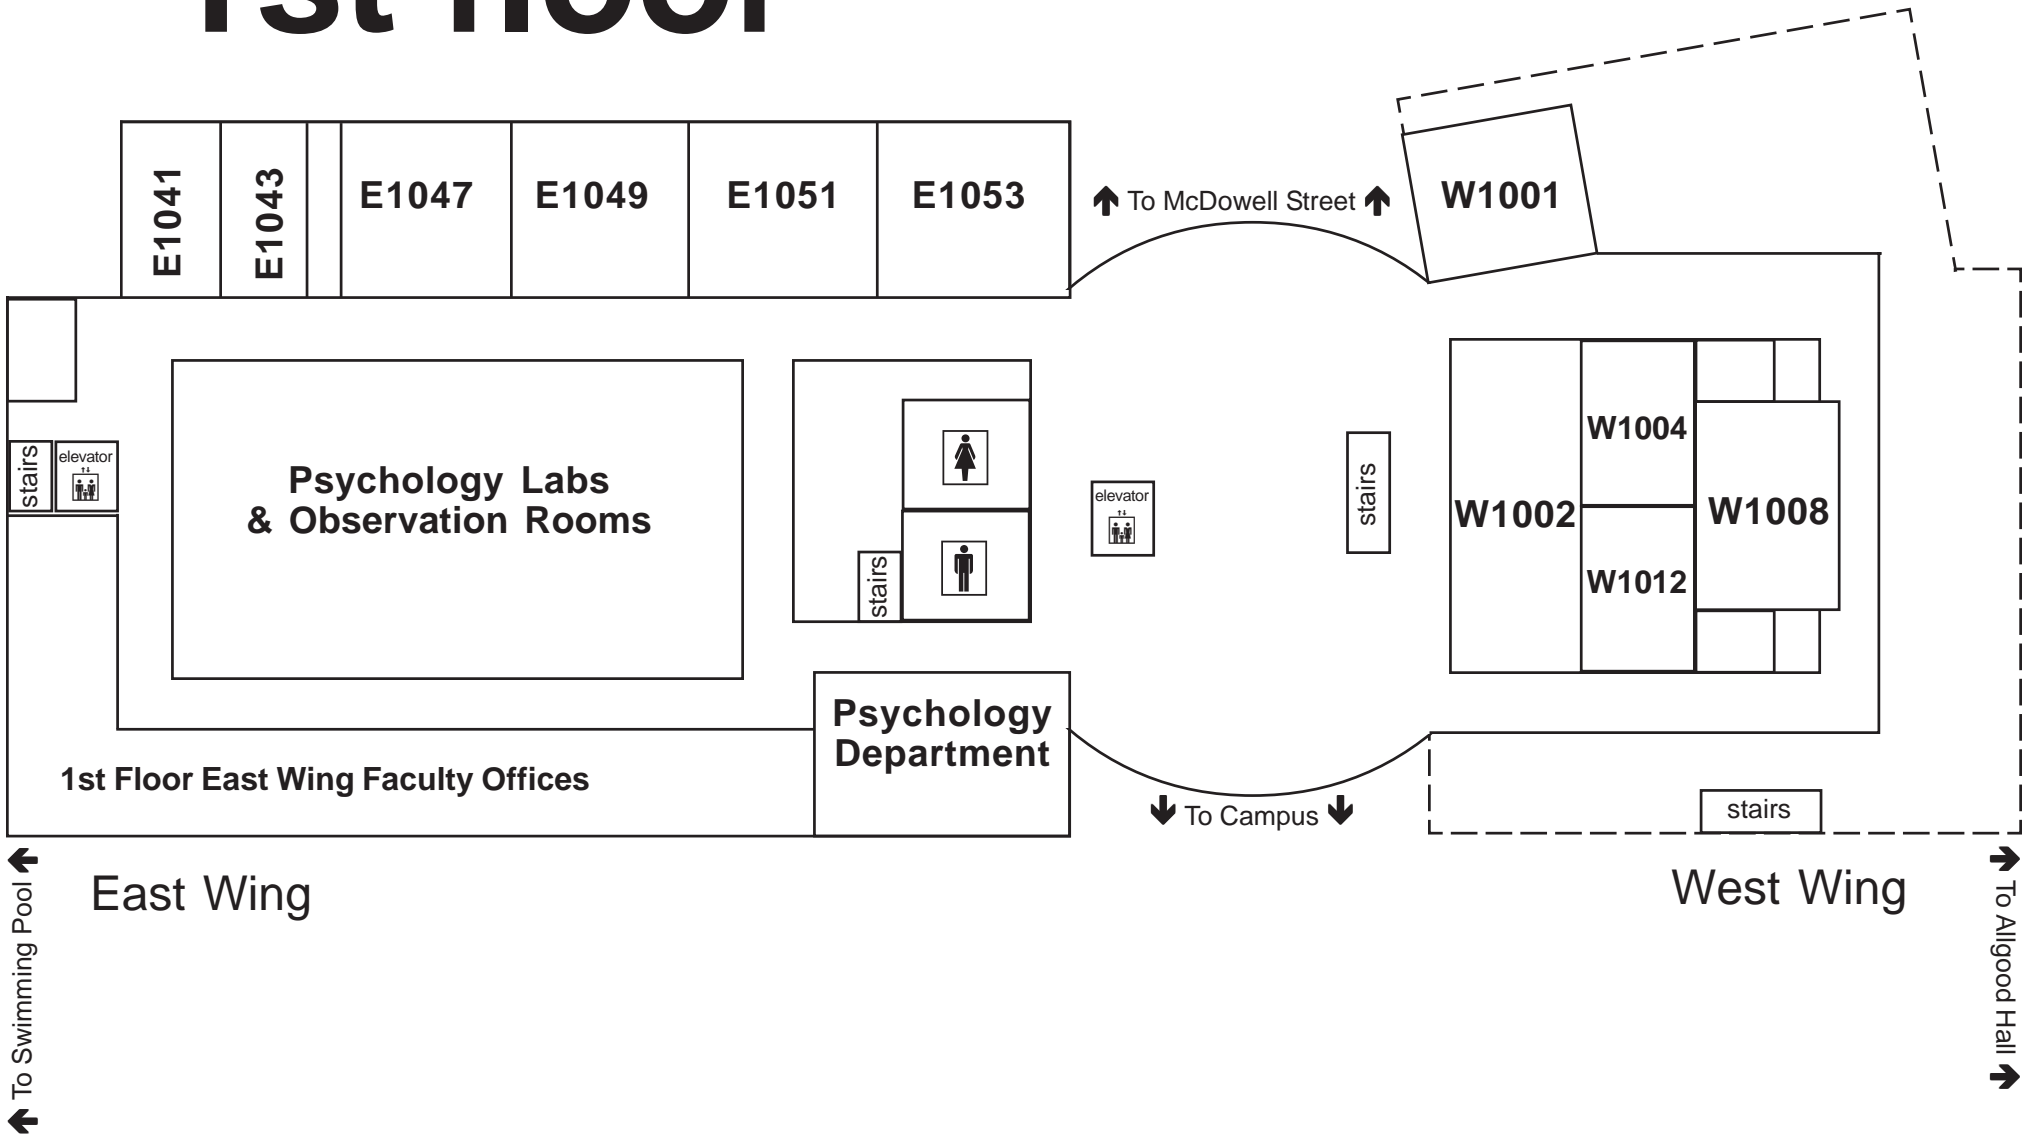 1st floor
E1041
E1043
E1047
E1049
E1051
E1053
To McDowell Street
W1001
stairs
elevator
Psychology Labs
& Observation Rooms
stairs
elevator
stairs
W1002
W1004
W1012
W1008
Psychology
Department
1st Floor East Wing Faculty Offices
To Campus
stairs
East Wing
West Wing
To Swimming Pool
To Allgood Hall